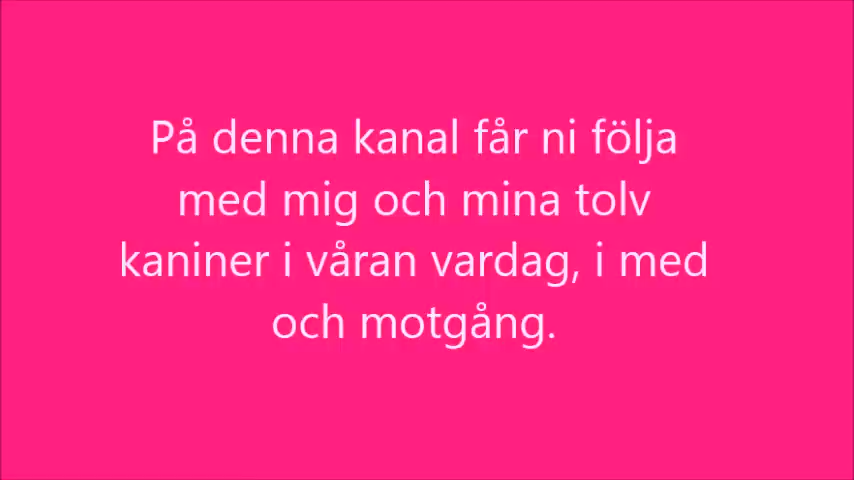 På denna kanal får ni följa
med mig och mina tolv
kaniner i våran vardag, i med
och motgång.